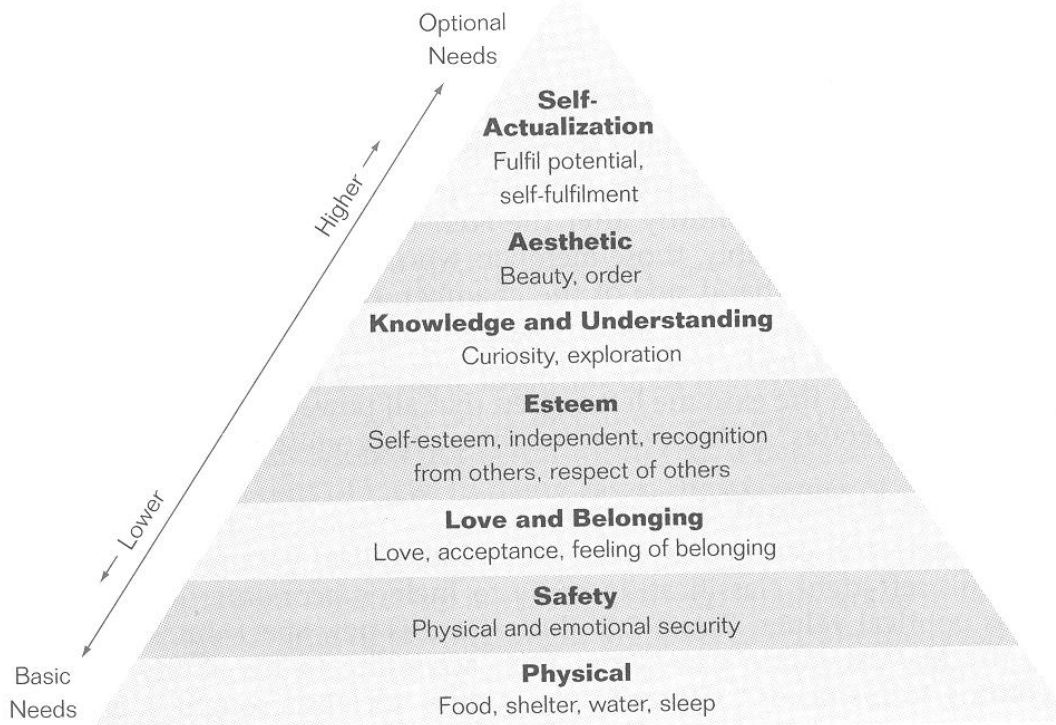 Optional
Needs
Self-
Actualization
Fulfil potential,
self-fulfilment
Higher
Aesthetic
Beauty, order
Knowledge and Understanding
Curiosity, exploration
Esteem
Self-esteem, independent, recognition
from others, respect of others
Lower
Love and Belonging
Love, acceptance, feeling of belonging
Safety
Physical and emotional security
Basic
Needs
Physical
Food, shelter, water, sleep